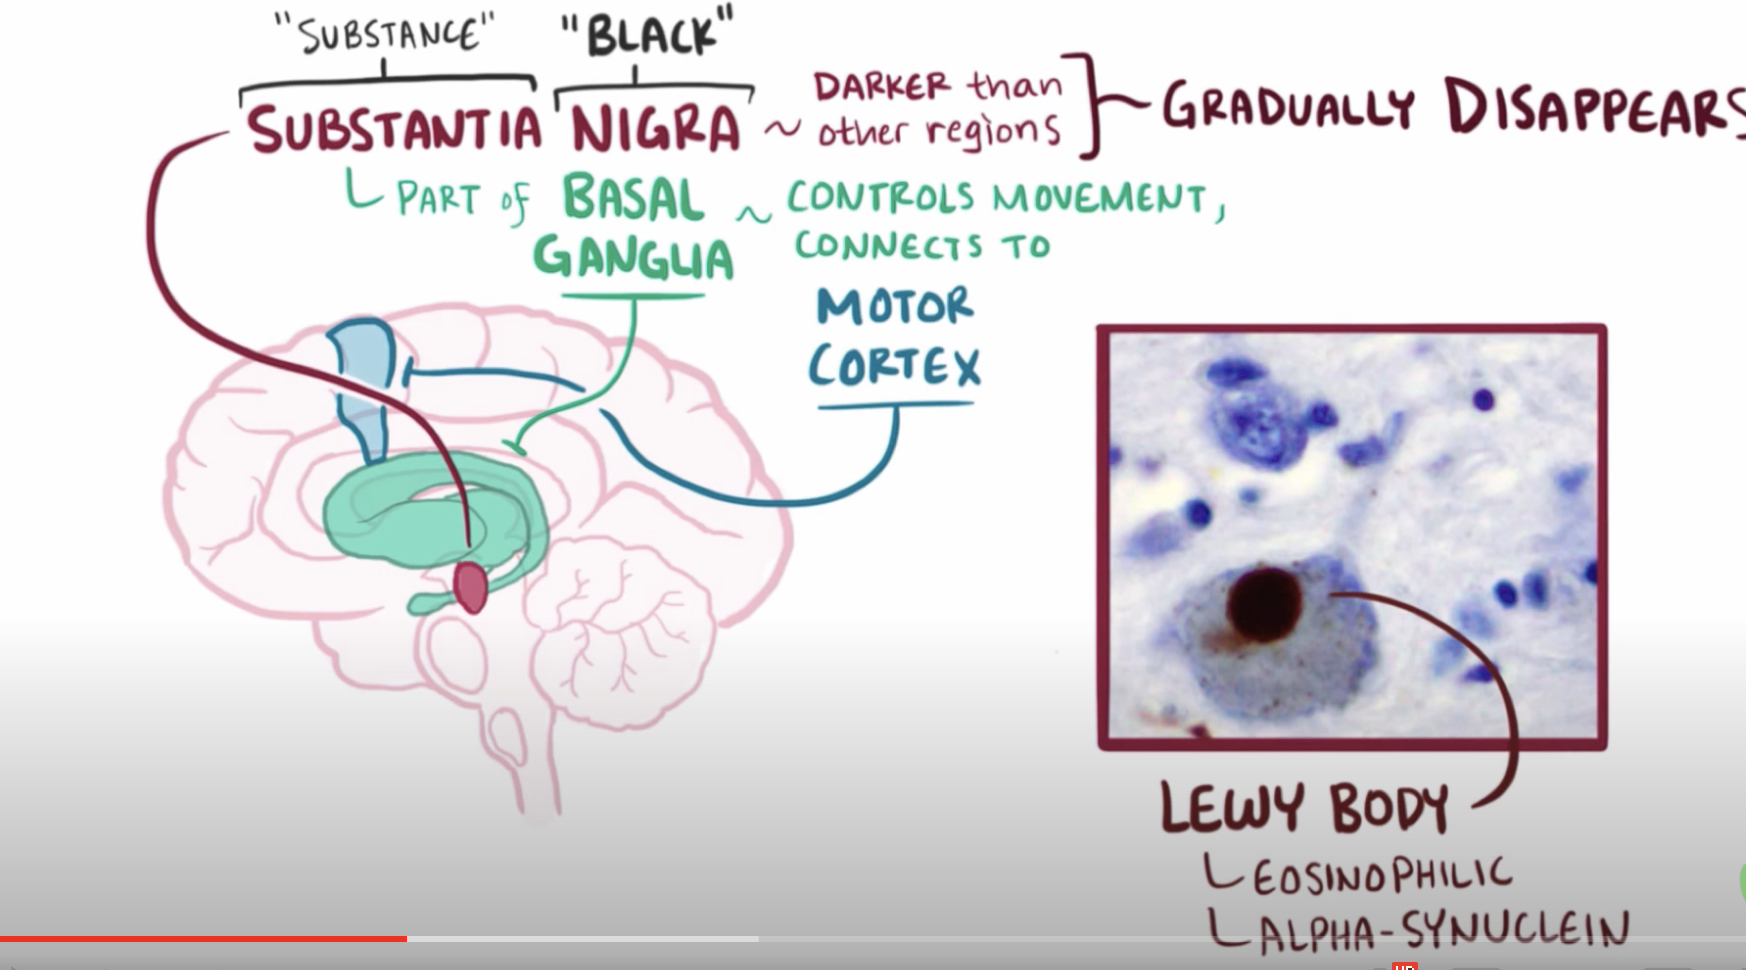 "SUBSTANCE" "BLACK"
SUBSTANTIA NIGRA ~ DARKER than
other regions
GRADUALLY DISAPPEARS
PART OF BASAL
GANGLIA
~ CONTROLS MOVEMENT,
CONNECTS TO
MOTOR
CORTEX
LEWY BODY
EOSINOPHILIC
ALPHA-SYNUCLEIN